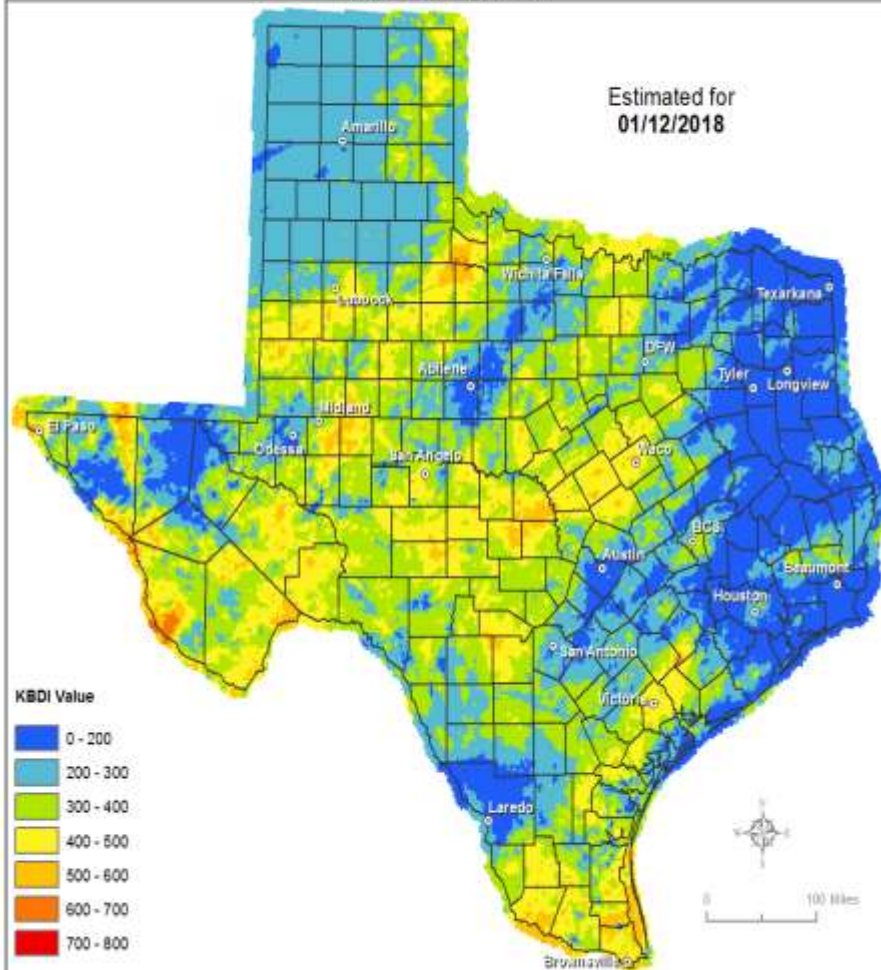 Estimated for
01/12/2018
Amarillo
Wichita Falls
Lubbock
Texarkana
DFW
Abilene
Tyler
Longview
Midland
El Paso
Odessa
San Angelo
Waco
BCS
Austin
Beaumont
Houston
San Antonio
Victoria
KBDI Value
0 - 200
200 - 300
300 - 400
400 - 500
500 - 600
600 - 700
700 - 800
Laredo
0 100 Miles
Brownsville